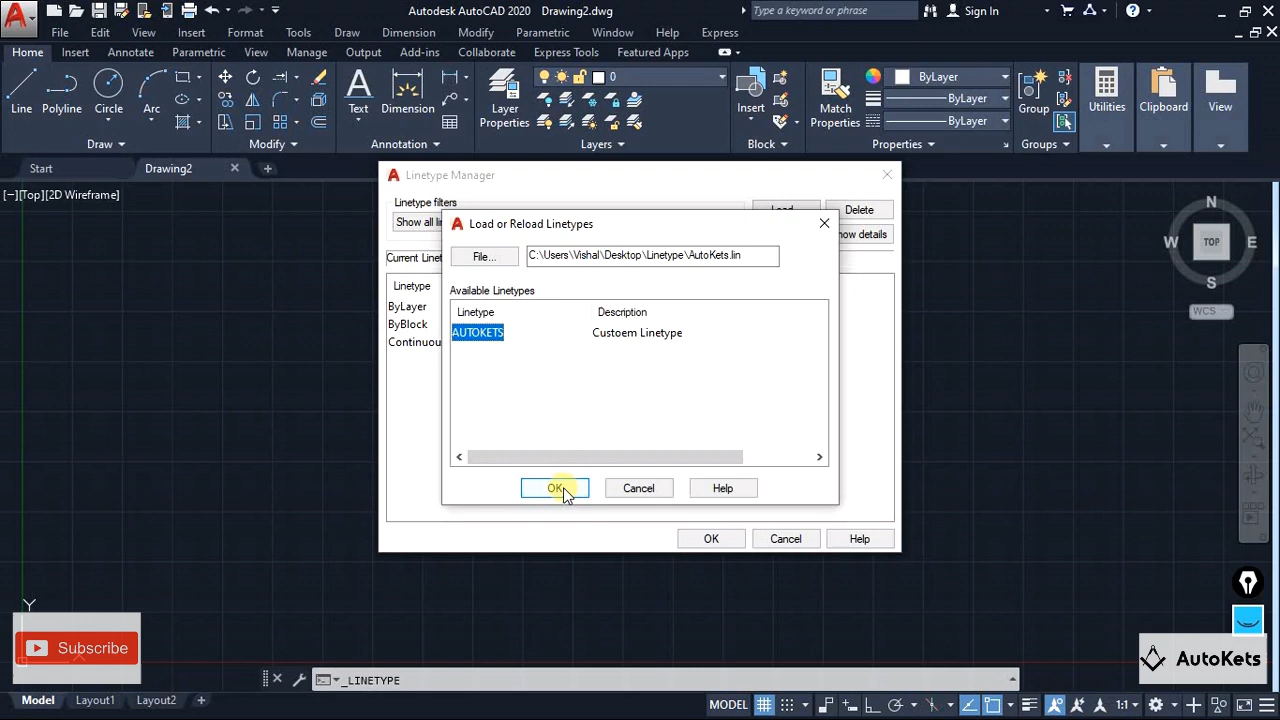 Autodesk AutoCAD 2020 Drawing2.dwg
Type a keyword or phrase
Sign In
File Edit View Insert Format Tools Draw Dimension Modify Parametric Window Help Express
Home Insert Annotate Parametric View Manage Output Add-ins Collaborate Express Tools Featured Apps
0
ByLayer
ByLayer
ByLayer
Line Polyline Circle Arc
Text Dimension
Layer Properties
Insert
Match Properties
Group
Utilities Clipboard View
Draw Modify Annotation Layers Block Properties Groups
Start Drawing2
[−][Top][2D Wireframe]
N
W TOP E
S
WCS
Linetype Manager
Linetype filters
Show all li
Load...
Delete
how details
Current Linet
Linetype
ByLayer
ByBlock
Continuou
Load or Reload Linetypes
File... C:\Users\Vishal\Desktop\Linetype\AutoKets.lin
Available Linetypes
Linetype Description
AUTOKETS Custoem Linetype
OK Cancel Help
OK Cancel Help
Y
Subscribe
AutoKets
_LINETYPE
Model Layout1 Layout2
MODEL
1:1